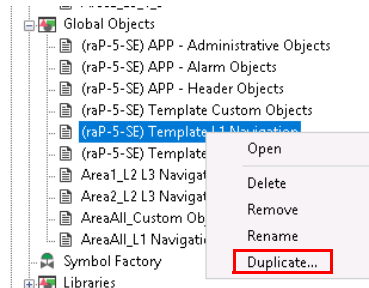 Global Objects
(raP-5-SE) APP - Administrative Objects
(raP-5-SE) APP - Alarm Objects
(raP-5-SE) APP - Header Objects
(raP-5-SE) Template Custom Objects
(raP-5-SE) Template L1 Navigation
(raP-5-SE) Template
Area1_L2 L3 Navigat
Area2_L2 L3 Navigat
AreaAll_Custom Ob
AreaAll_L1 Navigati
Symbol Factory
Libraries
Open
Delete
Remove
Rename
Duplicate...